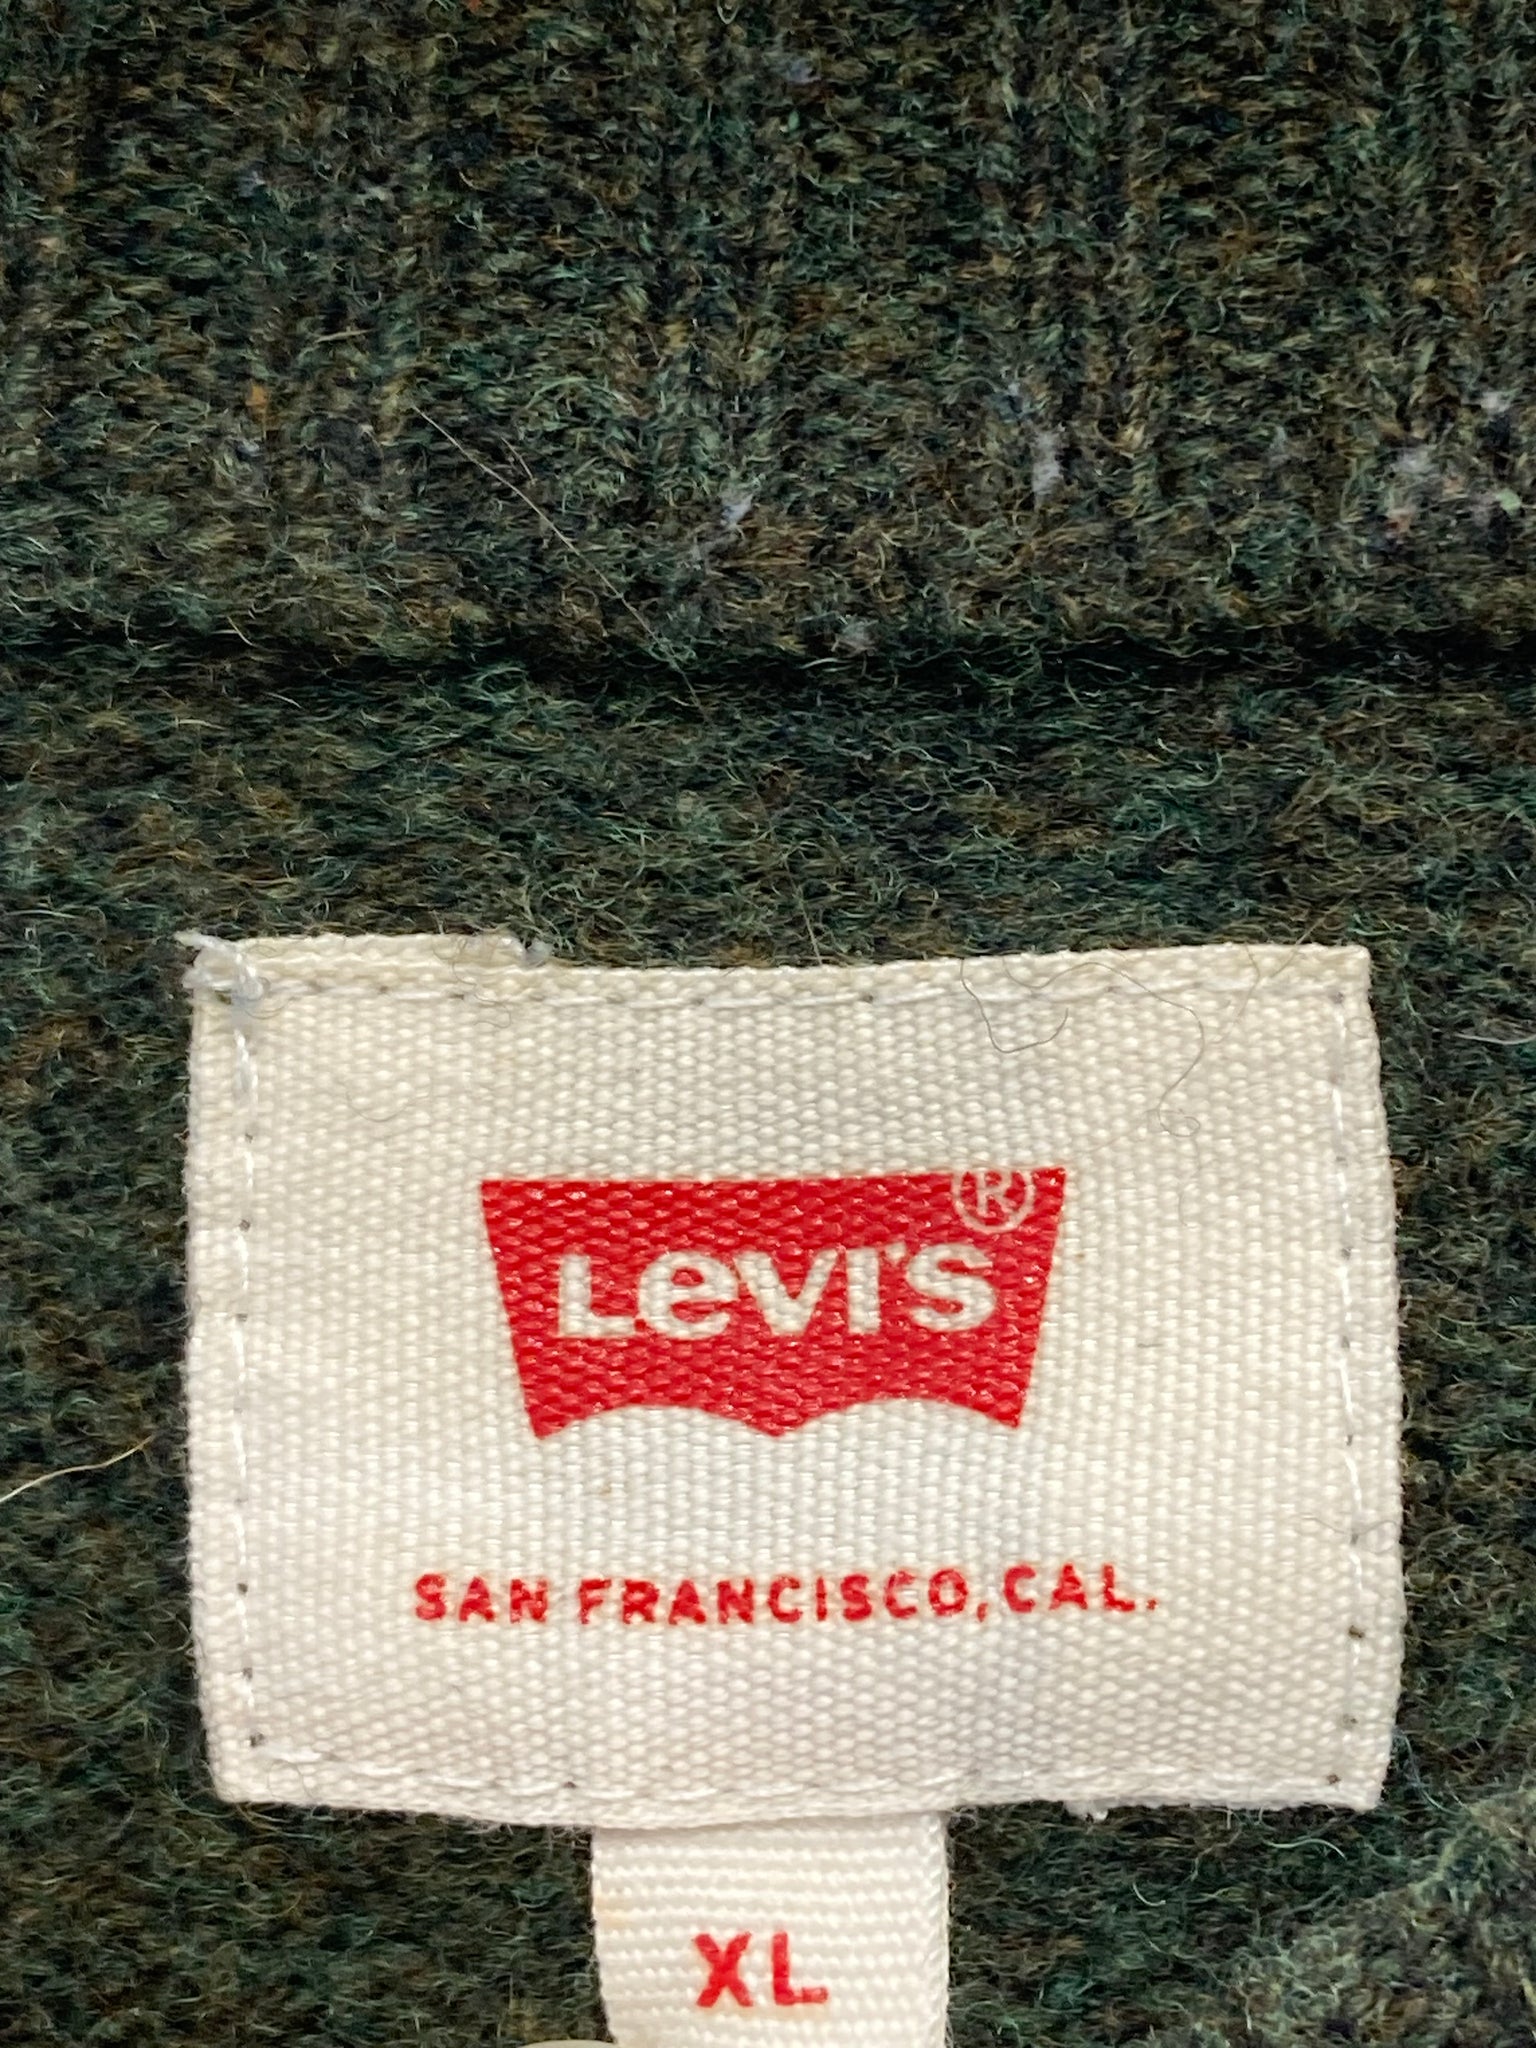 ®
Levi's
SAN FRANCISCO, CAL.
XL